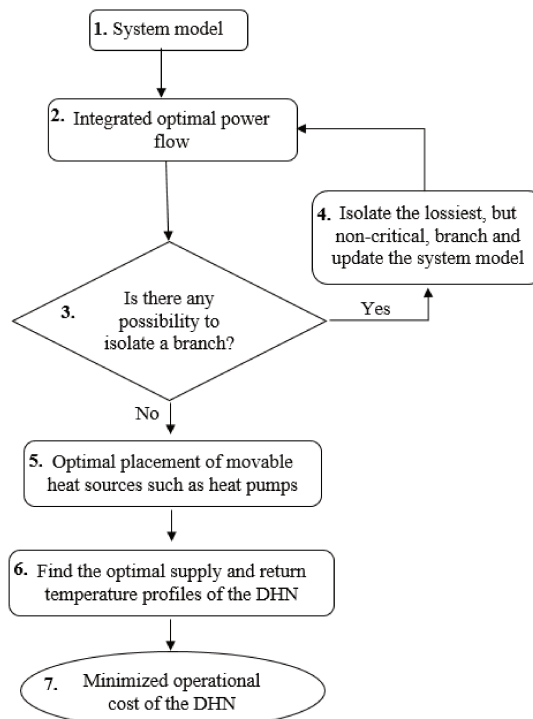 1. System model
2. Integrated optimal power
flow
3. Is there any
possibility to
isolate a branch?
Yes
4. Isolate the lossiest, but
non-critical, branch and
update the system model
No
5. Optimal placement of movable
heat sources such as heat pumps
6. Find the optimal supply and return
temperature profiles of the DHN
7. Minimized operational
cost of the DHN